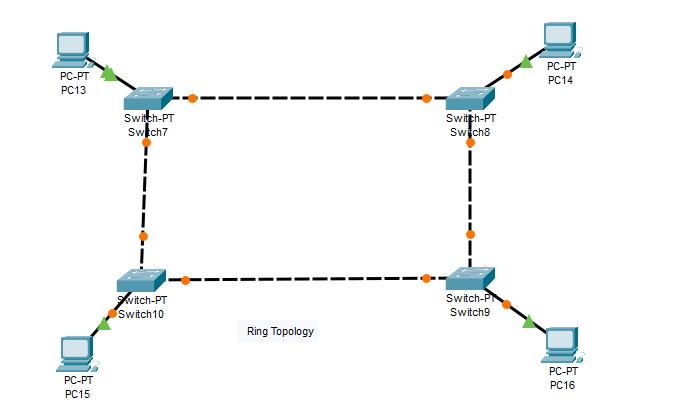 PC-PT
PC13
Switch-PT
Switch7
Switch-PT
Switch8
PC-PT
PC14
Switch-PT
Switch10
Switch-PT
Switch9
Ring Topology
PC-PT
PC15
PC-PT
PC16